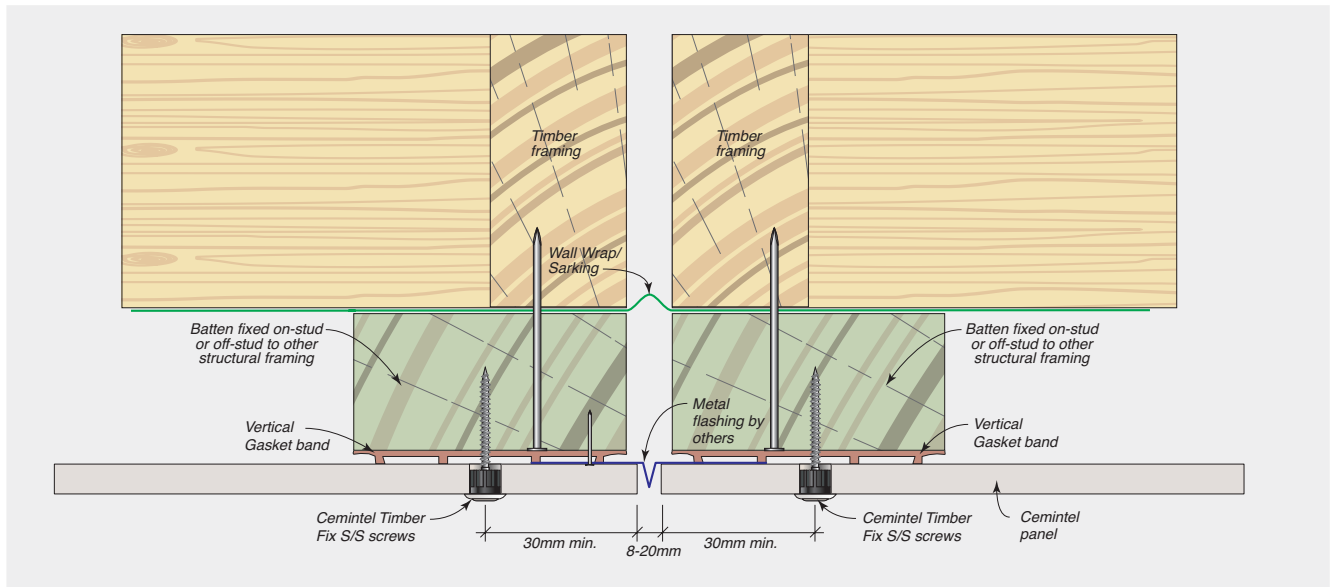 Timber
framing
Timber
framing
Wall Wrap/
Sarking
Batten fixed on-stud
or off-stud to other
structural framing
Batten fixed on-stud
or off-stud to other
structural framing
Metal
flashing by
others
Vertical
Gasket band
Vertical
Gasket band
Cemintel Timber
Fix S/S screws
Cemintel Timber
Fix S/S screws
Cemintel
panel
30mm min.
8-20mm
30mm min.